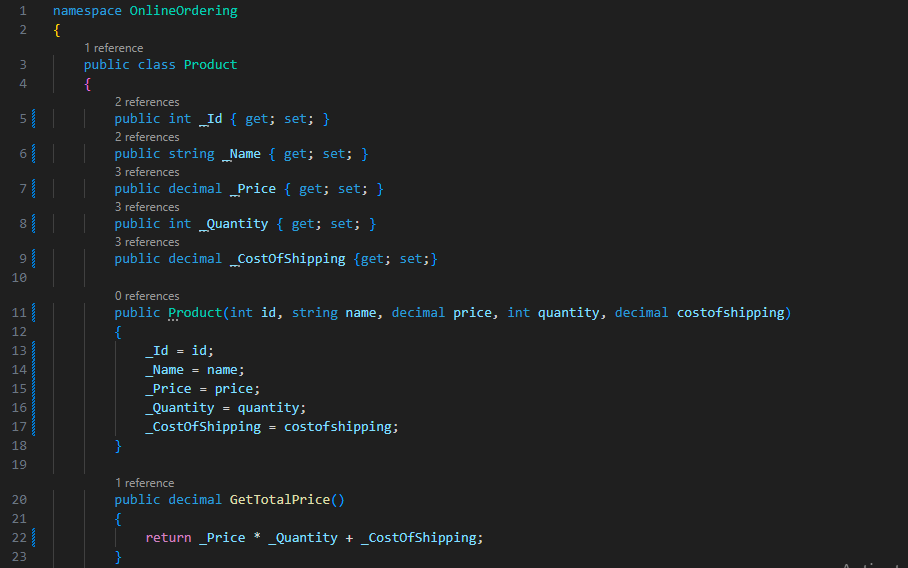 1 namespace OnlineOrdering
2 {
1 reference
3 public class Product
4 {
2 references
5 public int _Id { get; set; }
2 references
6 public string _Name { get; set; }
3 references
7 public decimal _Price { get; set; }
3 references
8 public int _Quantity { get; set; }
3 references
9 public decimal _CostOfShipping {get; set;}
10
0 references
11 public Product(int id, string name, decimal price, int quantity, decimal costofshipping)
12 {
13 _Id = id;
14 _Name = name;
15 _Price = price;
16 _Quantity = quantity;
17 _CostOfShipping = costofshipping;
18 }
19
1 reference
20 public decimal GetTotalPrice()
21 {
22 return _Price * _Quantity + _CostOfShipping;
23 }